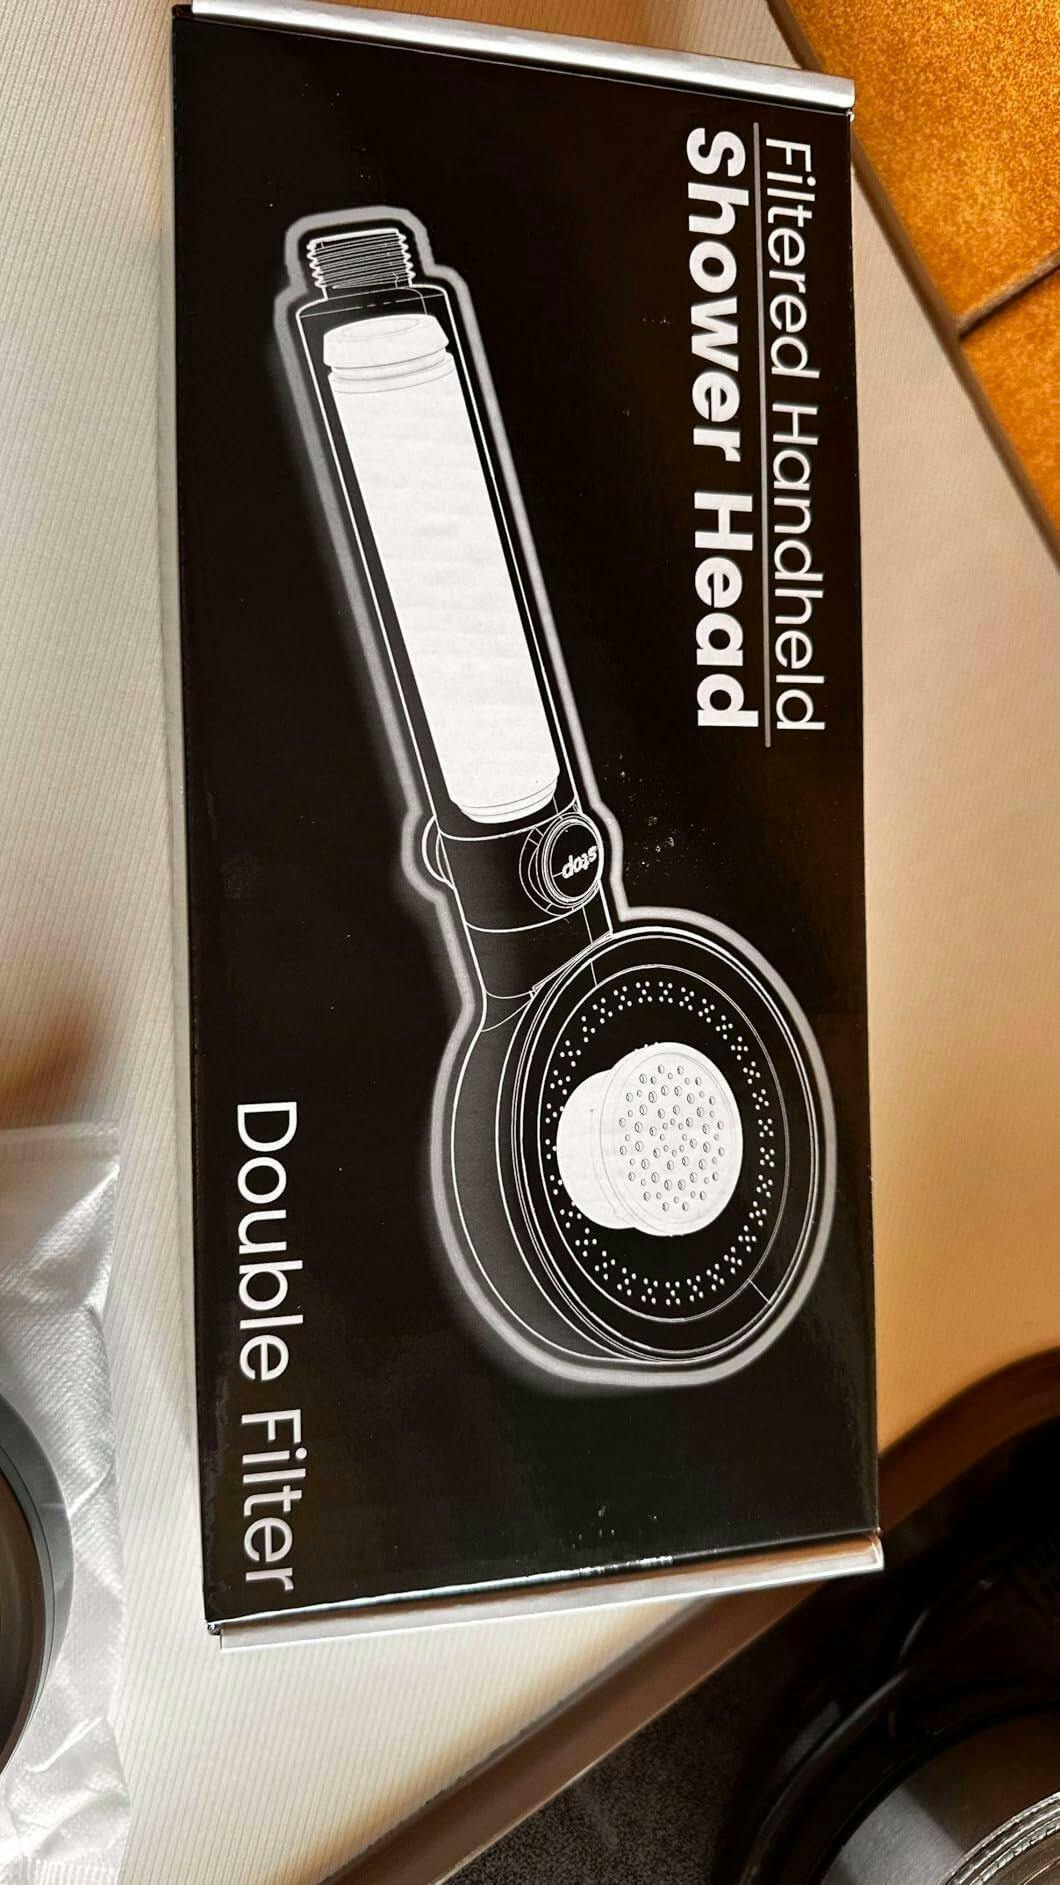 Filtered Handheld
Shower Head
stop
Double Filter